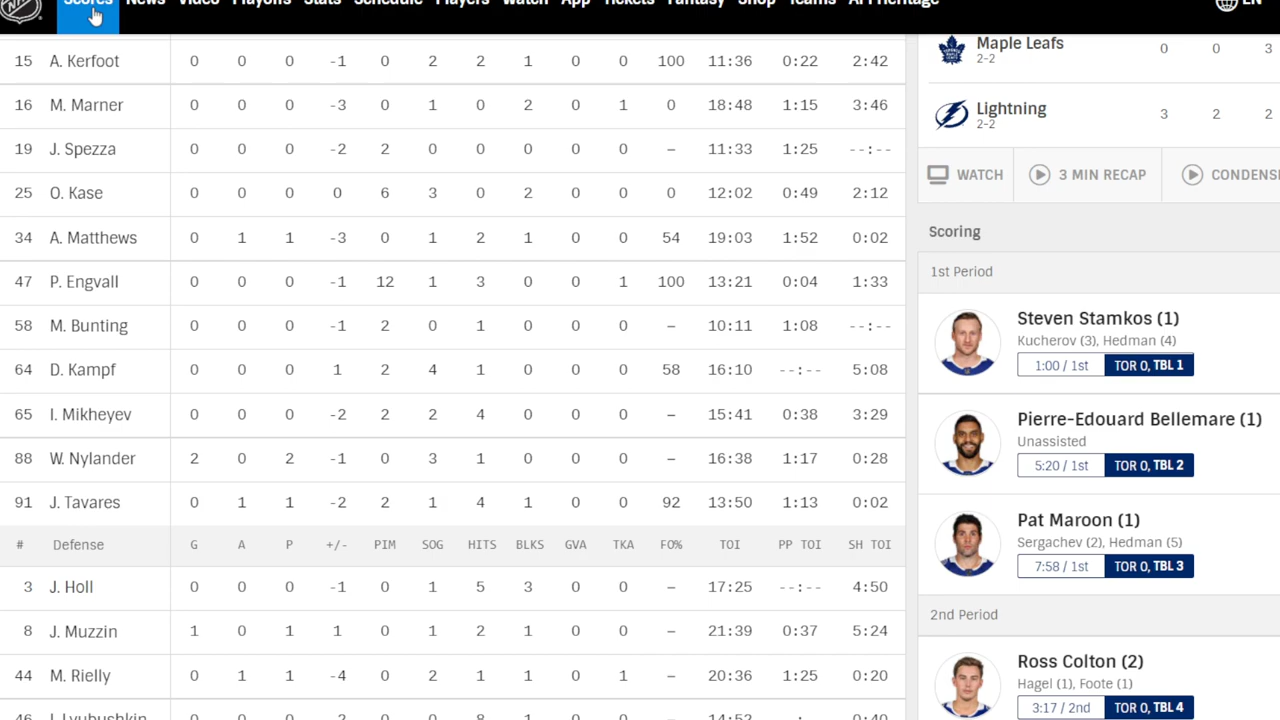 Scores News Video Playoffs Stats Schedule Players Watch App Tickets Fantasy Shop Teams API Heritage EN
15 A. Kerfoot 0 0 0 -1 0 2 2 1 0 0 100 11:36 0:22 2:42
16 M. Marner 0 0 0 -3 0 1 0 2 0 1 0 18:48 1:15 3:46
19 J. Spezza 0 0 0 -2 2 0 0 0 0 0 – 11:33 1:25 --:--
25 O. Kase 0 0 0 0 6 3 0 2 0 0 0 12:02 0:49 2:12
34 A. Matthews 0 1 1 -3 0 1 2 1 0 0 54 19:03 1:52 0:02
47 P. Engvall 0 0 0 -1 12 1 3 0 0 1 100 13:21 0:04 1:33
58 M. Bunting 0 0 0 -1 2 0 1 0 0 0 – 10:11 1:08 --:--
64 D. Kampf 0 0 0 1 2 4 1 0 0 0 58 16:10 --:-- 5:08
65 I. Mikheyev 0 0 0 -2 2 2 4 0 0 0 – 15:41 0:38 3:29
88 W. Nylander 2 0 2 -1 0 3 1 0 0 0 – 16:38 1:17 0:28
91 J. Tavares 0 1 1 -2 2 1 4 1 0 0 92 13:50 1:13 0:02
# Defense G A P +/- PIM SOG HITS BLKS GVA TKA FO% TOI PP TOI SH TOI
3 J. Holl 0 0 0 -1 0 1 5 3 0 0 – 17:25 --:-- 4:50
8 J. Muzzin 1 0 1 1 0 1 2 1 0 0 – 21:39 0:37 5:24
44 M. Rielly 0 1 1 -4 0 2 1 1 0 1 – 20:36 1:25 0:20
46 I. Lyubushkin 0 0 0 -2 0 0 8 1 0 0 – 14:52 --:-- 0:40
Maple Leafs 0 0 3
2-2
Lightning 3 2 2
2-2
WATCH 3 MIN RECAP CONDENS
Scoring
1st Period
Steven Stamkos (1)
Kucherov (3), Hedman (4)
1:00 / 1st TOR 0, TBL 1
Pierre-Edouard Bellemare (1)
Unassisted
5:20 / 1st TOR 0, TBL 2
Pat Maroon (1)
Sergachev (2), Hedman (5)
7:58 / 1st TOR 0, TBL 3
2nd Period
Ross Colton (2)
Hagel (1), Foote (1)
3:17 / 2nd TOR 0, TBL 4